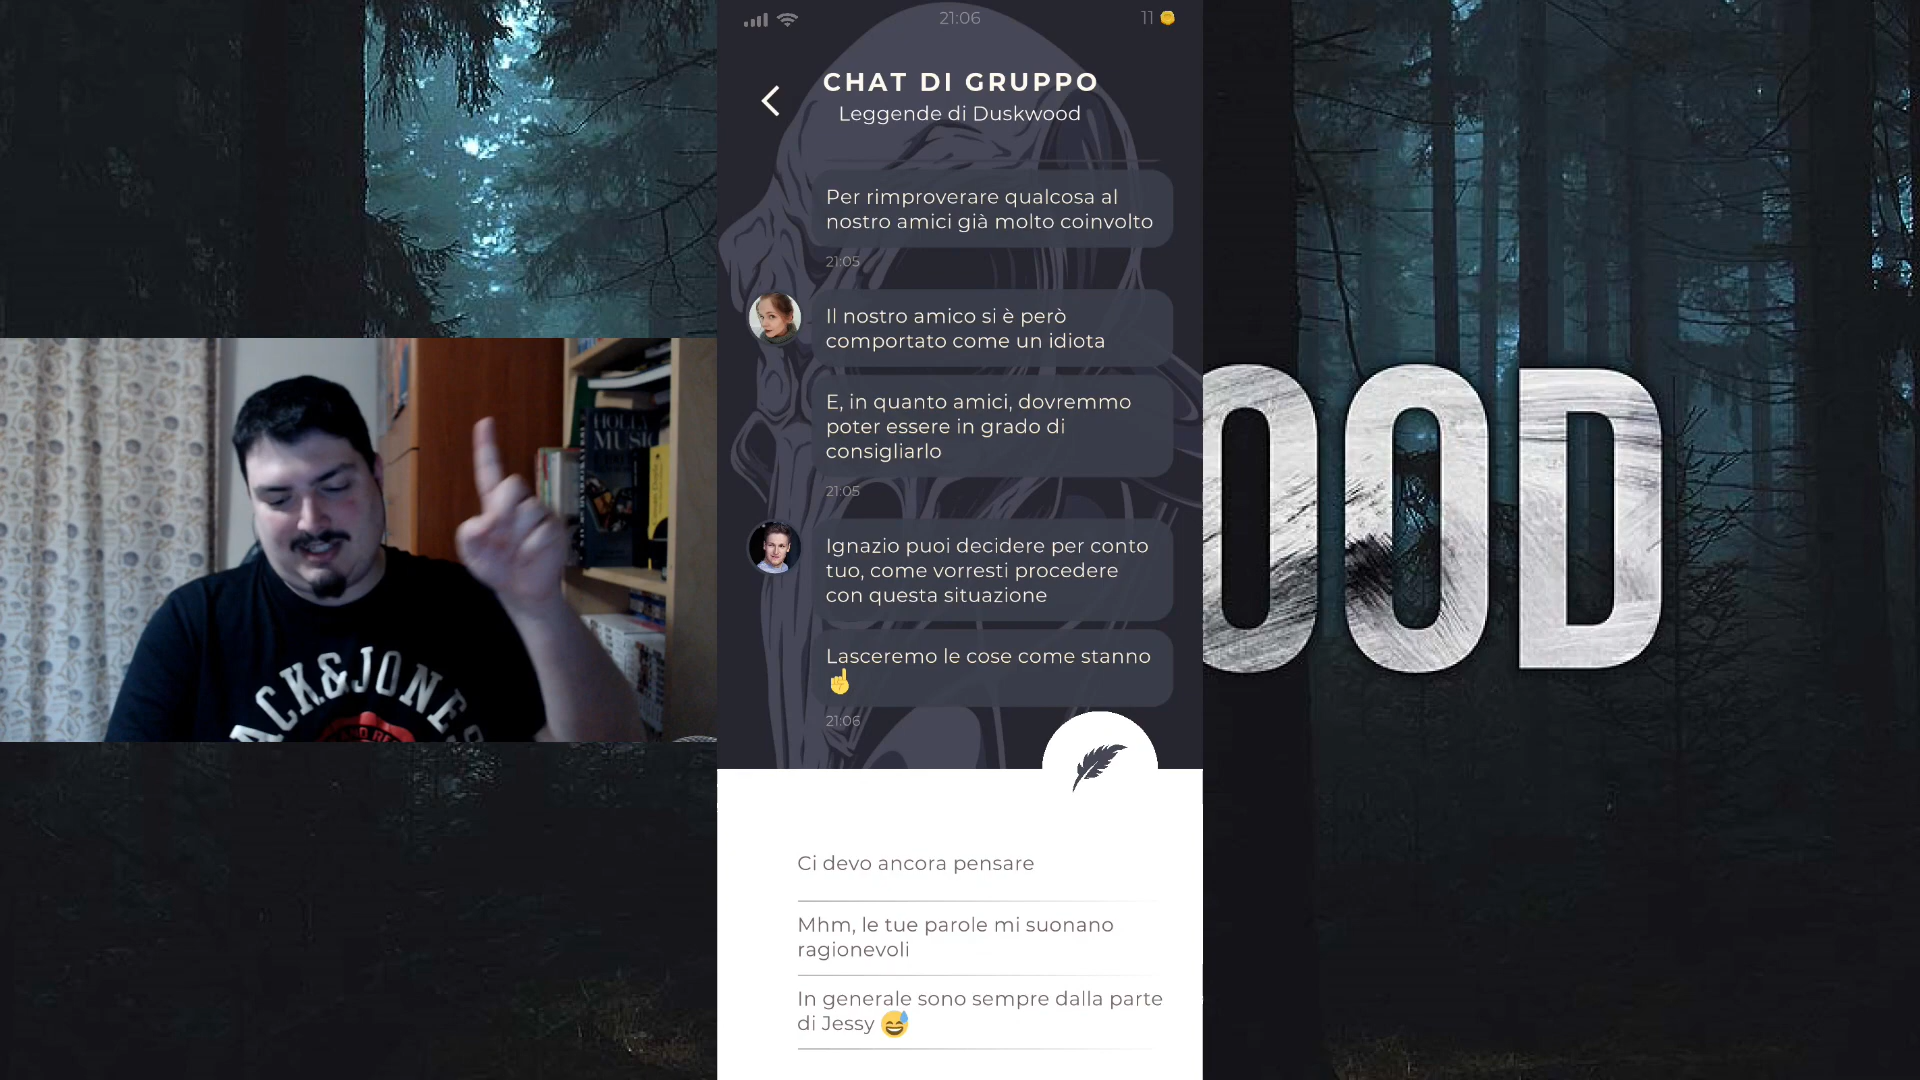 21:06
11
CHAT DI GRUPPO
Leggende di Duskwood
Per rimproverare qualcosa al
nostro amici già molto coinvolto
21:05
Il nostro amico si è però
comportato come un idiota
E, in quanto amici, dovremmo
poter essere in grado di
consigliarlo
21:05
Ignazio puoi decidere per conto
tuo, come vorresti procedere
con questa situazione
Lasceremo le cose come stanno
☝
21:06
Ci devo ancora pensare
Mhm, le tue parole mi suonano
ragionevoli
In generale sono sempre dalla parte
di Jessy 😅
HOLLY
MUSIC
ACK&JONES
OOD